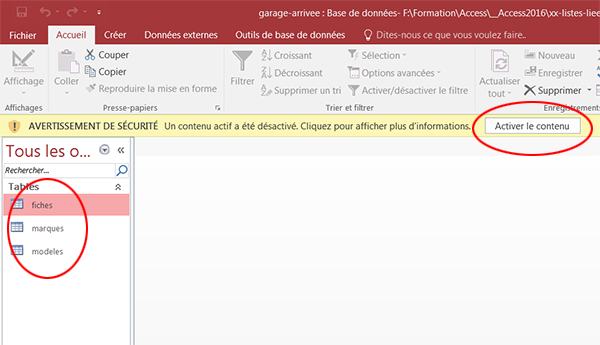 garage-arrivee : Base de données- F:\Formation\Access\__Access2016\xx-listes-liee
Fichier Accueil Créer Données externes Outils de base de données Dites-nous ce que vous voulez faire..
Affichage
Affichages
Coller
Couper
Copier
Reproduire la mise en forme
Presse-papiers
Filtrer
Croissant
Décroissant
Supprimer un tri
Sélection
Options avancées
Activer/désactiver le filtre
Trier et filtrer
Actualiser
tout
Nouveau
Enregistrer
Supprimer
Enregistrements
AVERTISSEMENT DE SÉCURITÉ Un contenu actif a été désactivé. Cliquez pour afficher plus d'informations. Activer le contenu
Tous les o...
Rechercher...
Tables
fiches
marques
modeles